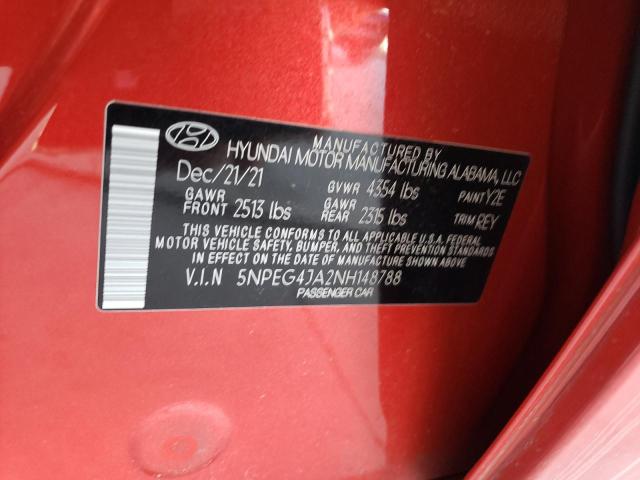 MANUFACTURED BY
HYUNDAI MOTOR MANUFACTURING ALABAMA, LLC
Dec/21/21 GVWR 4354 lbs PAINT Y2E
GAWR FRONT 2513 lbs GAWR REAR 2315 lbs TRIM REY
THIS VEHICLE CONFORMS TO ALL APPLICABLE U.S.A. FEDERAL
MOTOR VEHICLE SAFETY, BUMPER, AND THEFT PREVENTION STANDARDS
IN EFFECT ON THE DATE OF MANUFACTURE SHOWN ABOVE.
V.I.N 5NPEG4JA2NH148788
PASSENGER CAR